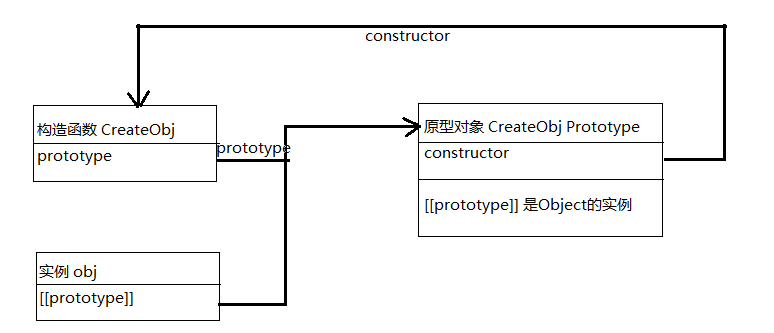 constructor
构造函数 CreateObj
prototype
prototype
原型对象 CreateObj Prototype
constructor
[[prototype]] 是Object的实例
实例 obj
[[prototype]]